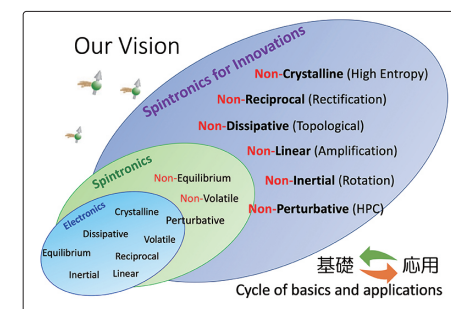 Our Vision
Spintronics for Innovations
Non-Crystalline (High Entropy)
Non-Reciprocal (Rectification)
Non-Dissipative (Topological)
Non-Linear (Amplification)
Non-Inertial (Rotation)
Non-Perturbative (HPC)
Spintronics
Non-Equilibrium
Non-Volatile
Perturbative
Electronics
Crystalline
Dissipative
Volatile
Equilibrium
Reciprocal
Inertial
Linear
基礎 応用
Cycle of basics and applications